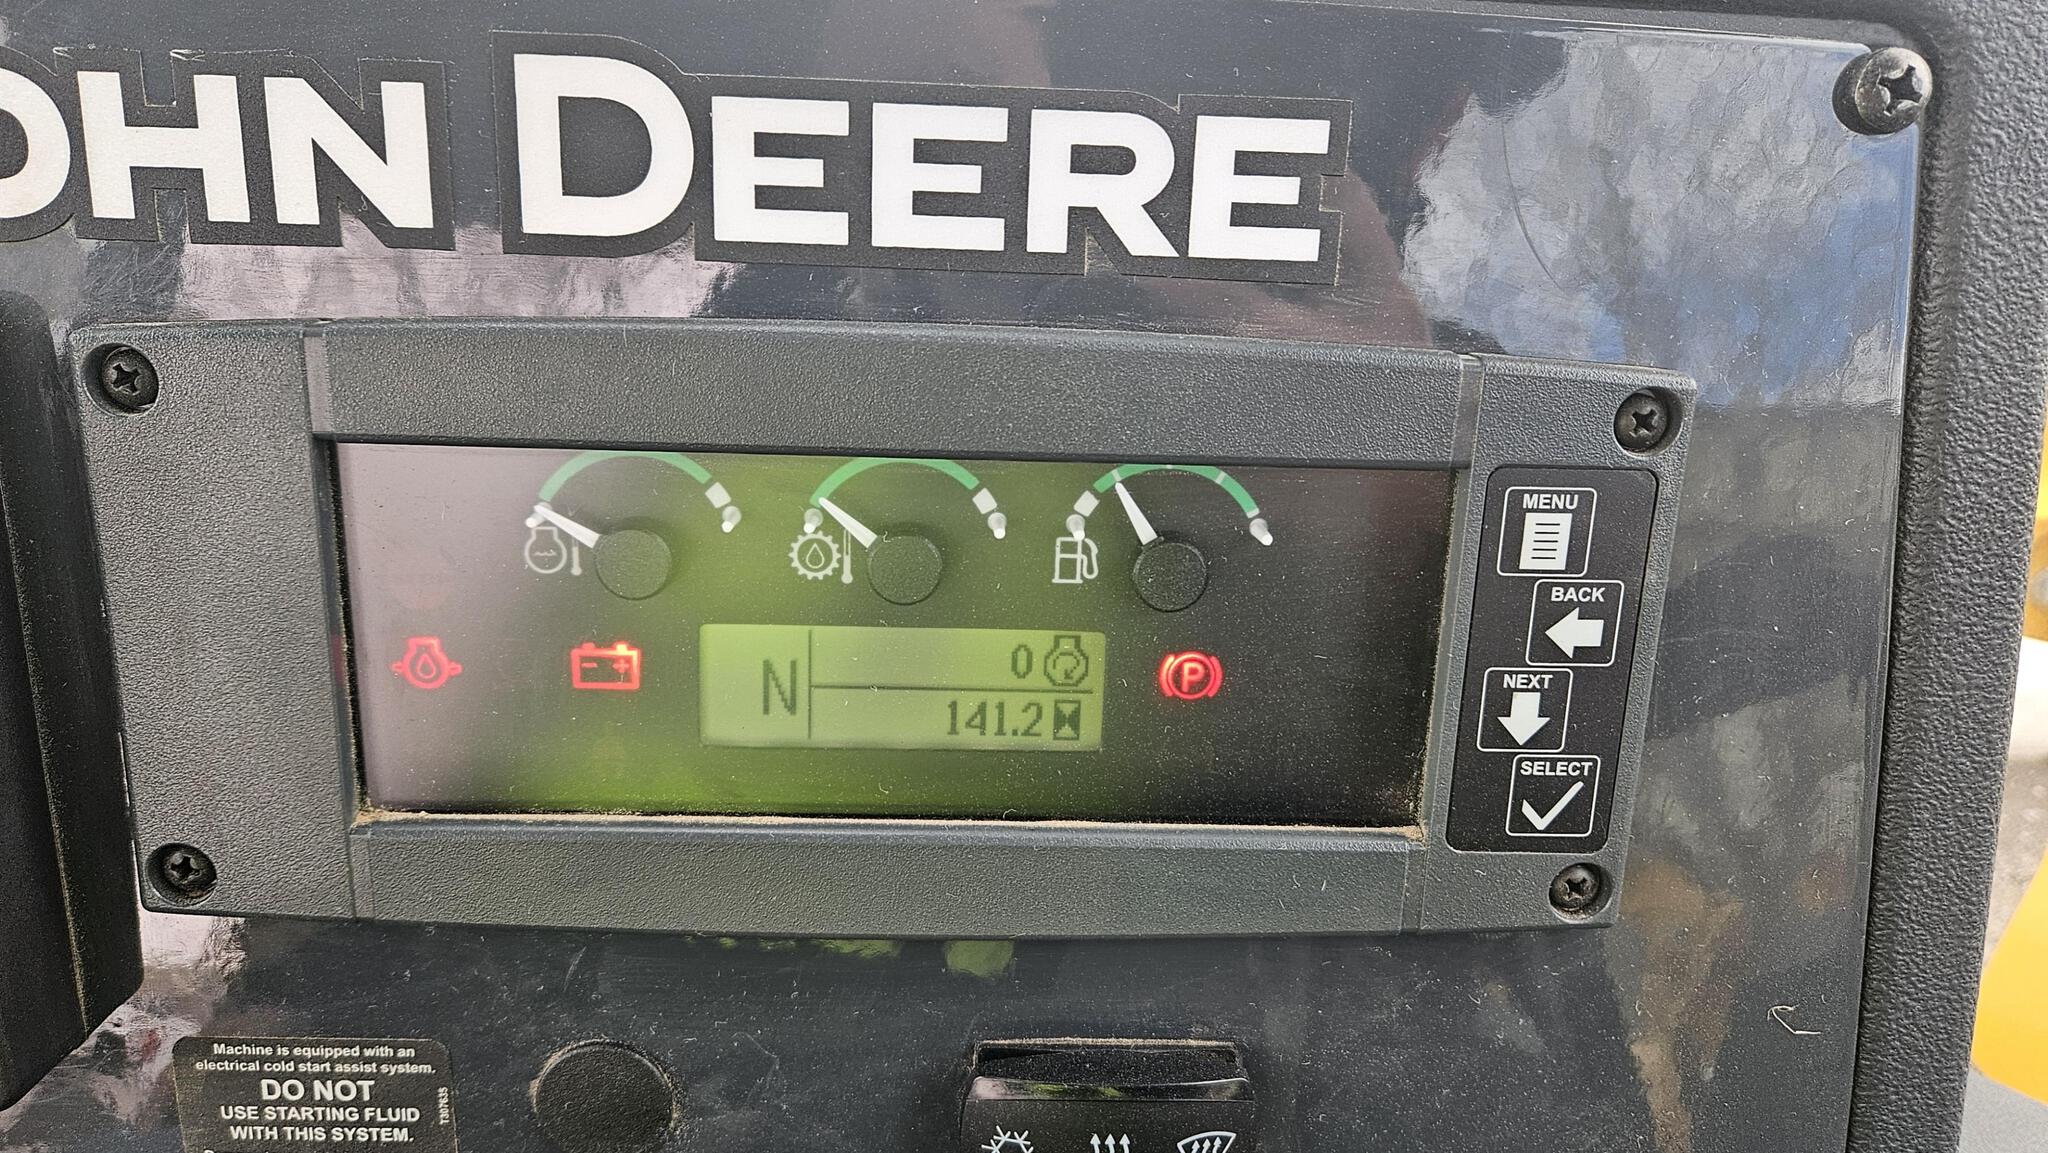 OHN DEERE
MENU
BACK
NEXT
SELECT
P
N
0
141.2
Machine is equipped with an
electrical cold start assist system.
DO NOT
USE STARTING FLUID
WITH THIS SYSTEM.
T307635